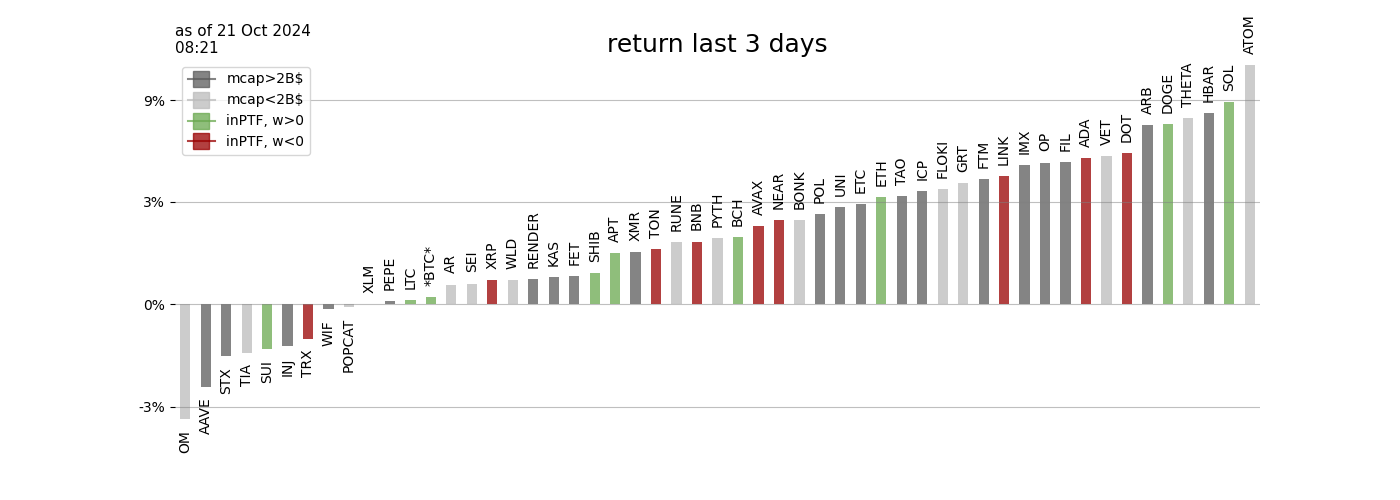 as of 21 Oct 2024
08:21
return last 3 days
mcap>2B$
mcap<2B$
inPTF, w>0
inPTF, w<0
9%
3%
0%
-3%
OM
AAVE
STX
TIA
SUI
INJ
TRX
WIF
POPCAT
XLM
PEPE
LTC
*BTC*
AR
SEI
XRP
WLD
RENDER
KAS
FET
SHIB
APT
XMR
TON
RUNE
BNB
PYTH
BCH
AVAX
NEAR
BONK
POL
UNI
ETC
ETH
TAO
ICP
FLOKI
GRT
FTM
LINK
IMX
OP
FIL
ADA
VET
DOT
ARB
DOGE
THETA
HBAR
SOL
ATOM